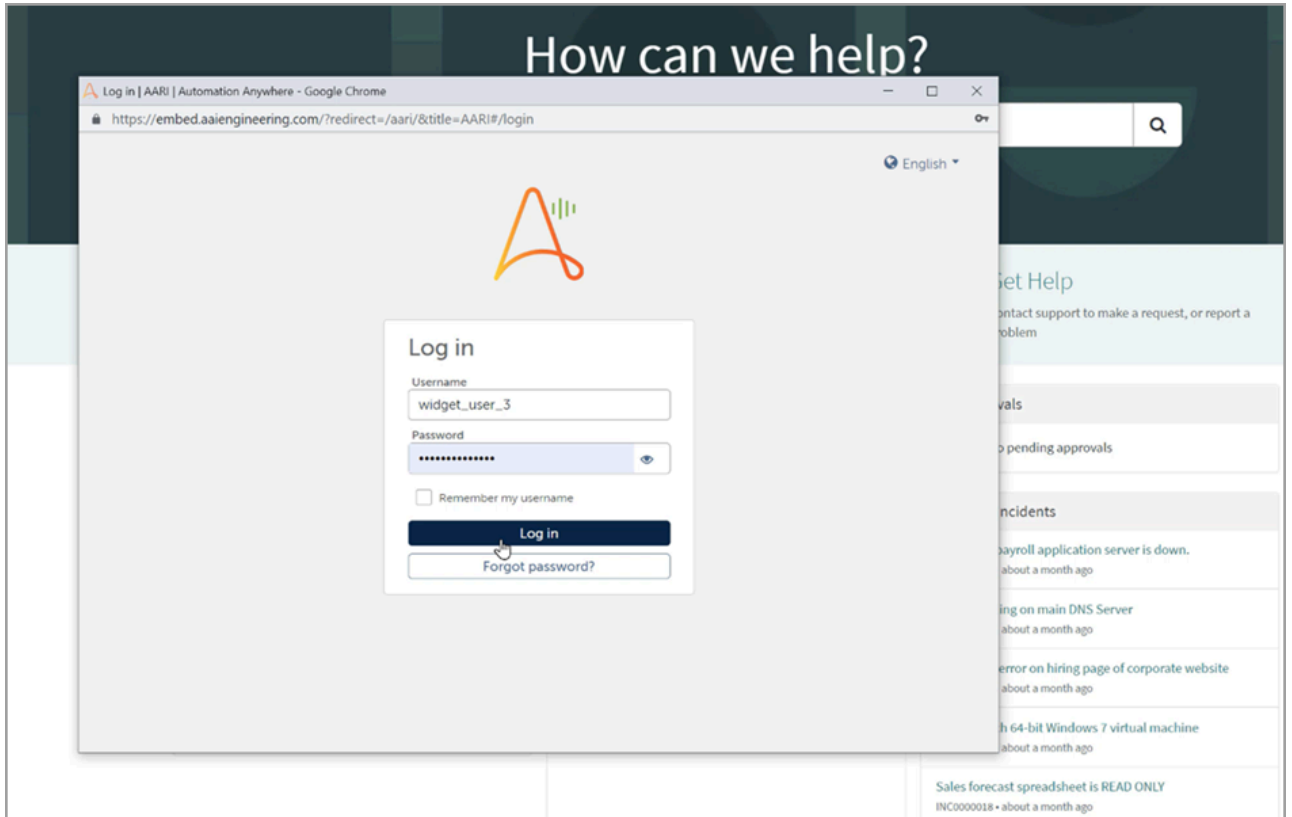 How can we help?
Log in | AARI | Automation Anywhere - Google Chrome
https://embed.aaiengineering.com/?redirect=/aari/&title=AARI#/login
English
Log in
Username
widget_user_3
Password
••••••••••••••
Remember my username
Log in
Forgot password?
Get Help
contact support to make a request, or report a
problem
vals
pending approvals
ncidents
payroll application server is down.
about a month ago
ing on main DNS Server
about a month ago
error on hiring page of corporate website
about a month ago
h 64-bit Windows 7 virtual machine
about a month ago
Sales forecast spreadsheet is READ ONLY
INC0000018 • about a month ago